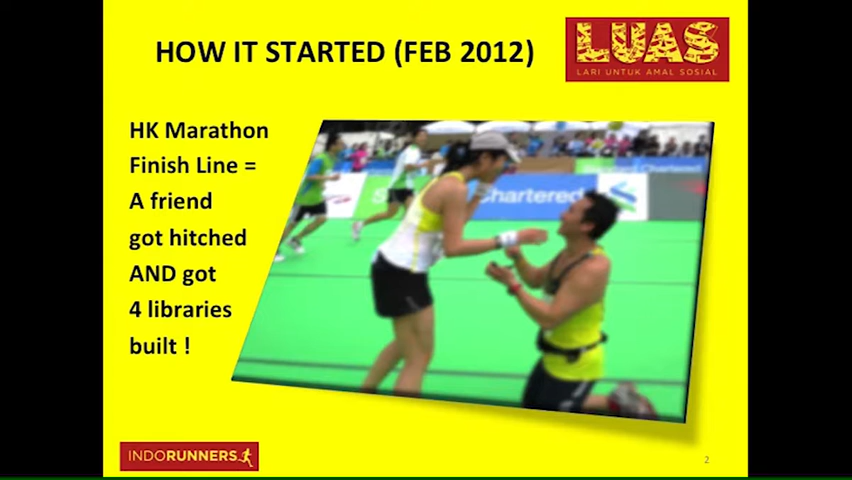 HOW IT STARTED (FEB 2012)
LUAS
LARI UNTUK AMAL SOSIAL
HK Marathon
Finish Line =
A friend
got hitched
AND got
4 libraries
built !
Chartered
Chartered
INDORUNNERS
2